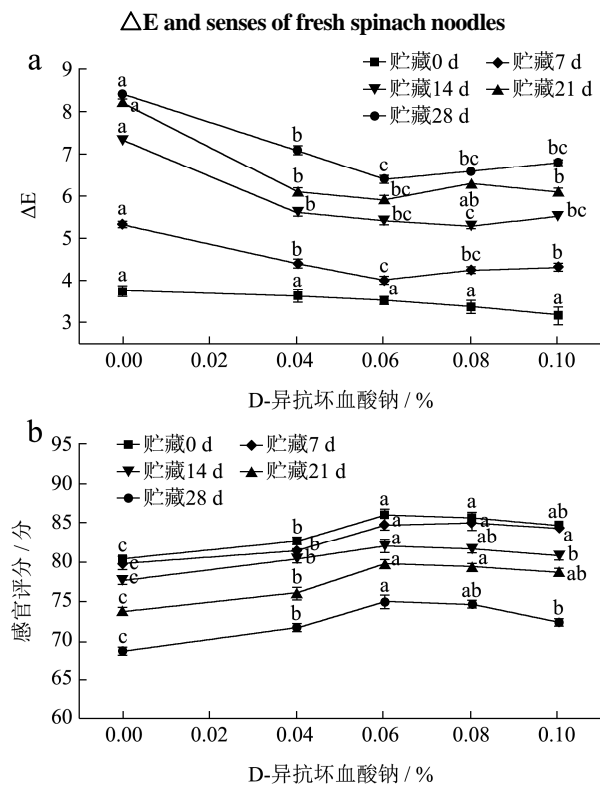 △E and senses of fresh spinach noodles
a
贮藏0 d 贮藏7 d
贮藏14 d 贮藏21 d
贮藏28 d
9
8
7
6
5
4
3
ΔE
a b c bc bc
a b bc ab b
a b bc c bc
a b c bc b
a a a a a
0.00 0.02 0.04 0.06 0.08 0.10
D-异抗坏血酸钠 / %
b
贮藏0 d 贮藏7 d
贮藏14 d 贮藏21 d
贮藏28 d
95
90
85
80
75
70
65
60
感官评分 / 分
c b a a ab
c b a a a
c b a ab b
c b a a ab
c b a ab b
0.00 0.02 0.04 0.06 0.08 0.10
D-异抗坏血酸钠 / %